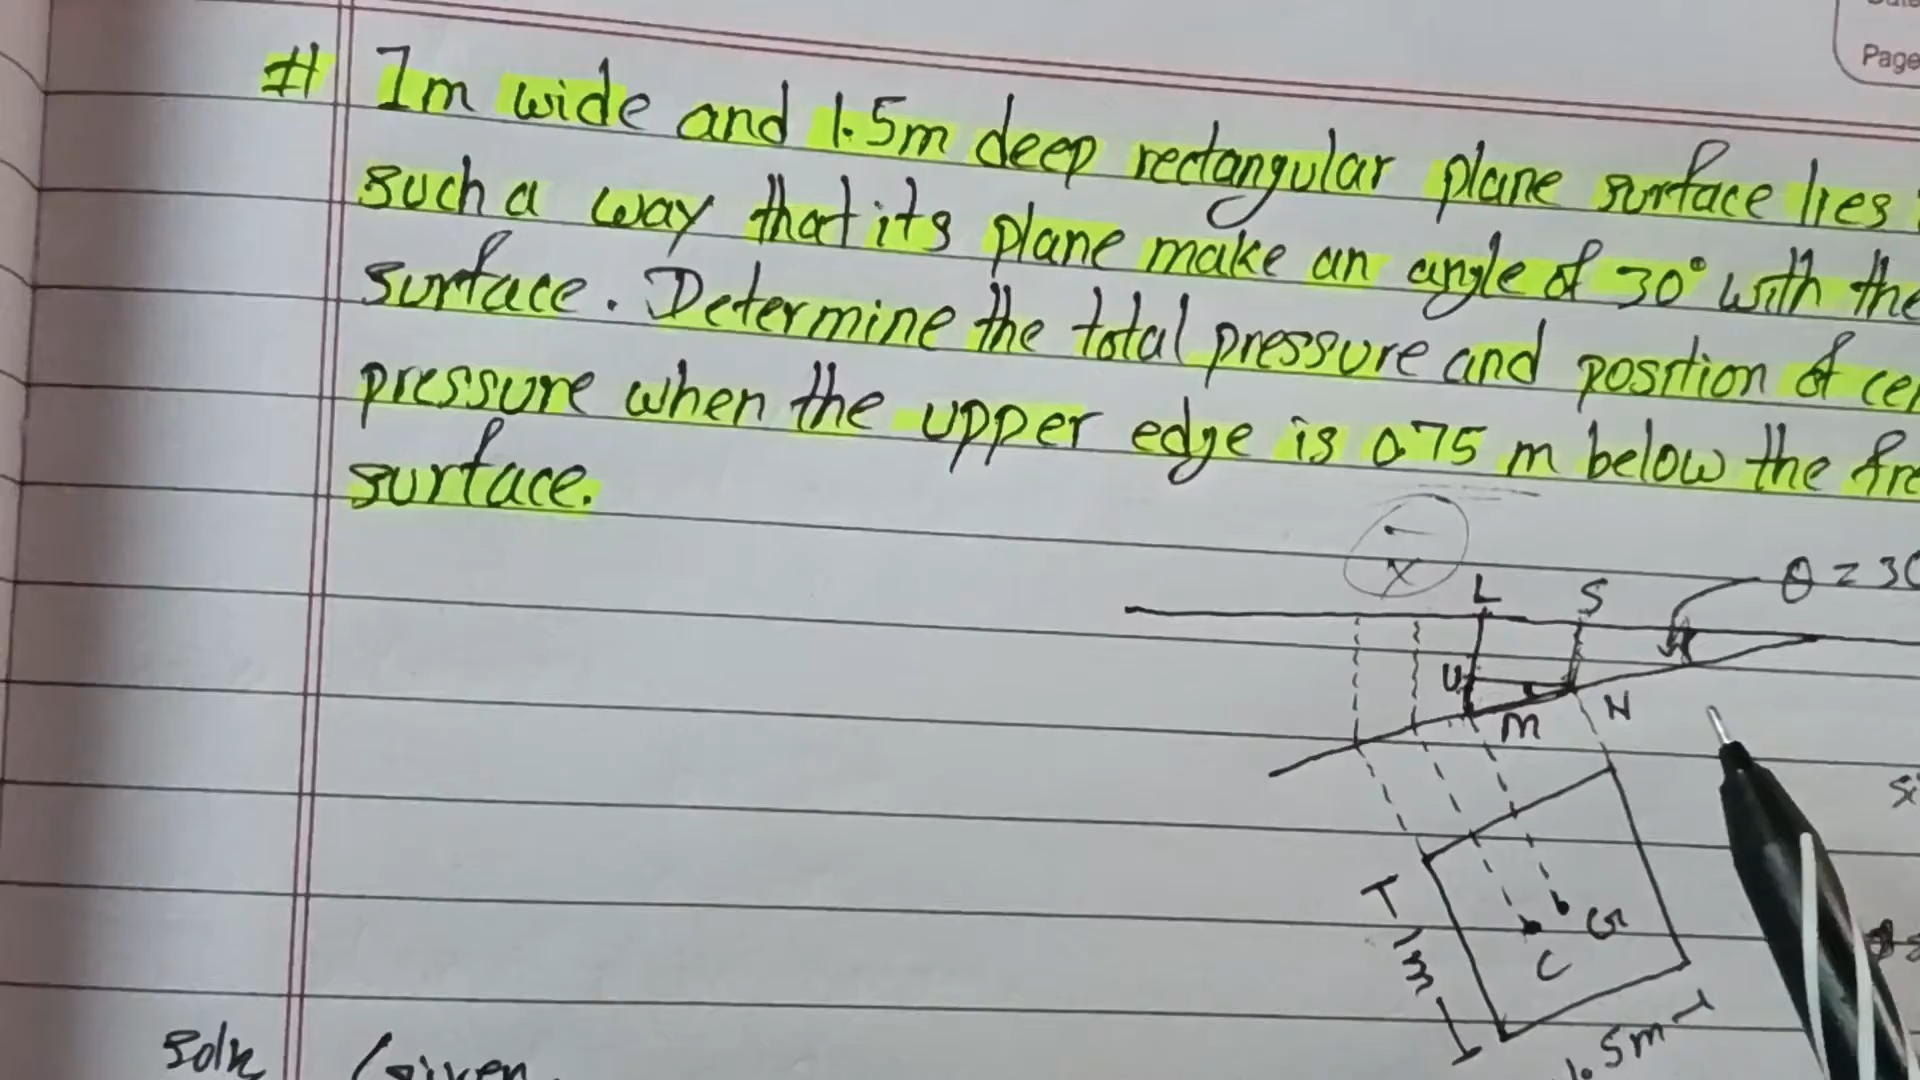 Page
# 1m wide and 1.5m deep rectangular plane surface lies
such a way that its plane make an angle of 30° with the
surface. Determine the total pressure and position of
pressure when the upper edge is 0.75 m below the
surface.
x̄
L S
U
M N
G
C
1m
1.5m
Soln Given